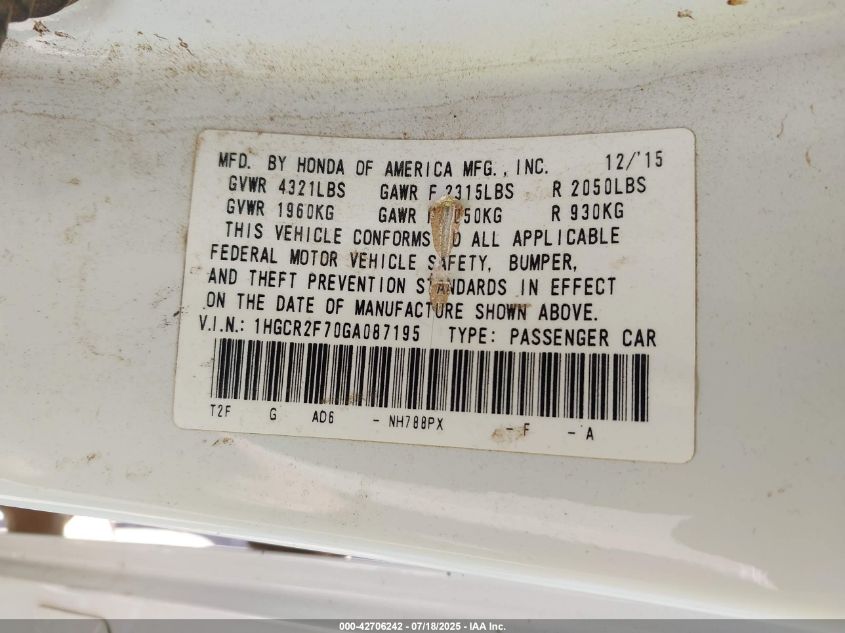 MFD. BY HONDA OF AMERICA MFG., INC. 12/'15
GVWR 4321LBS GAWR F 2315LBS R 2050LBS
GVWR 1960KG GAWR R 930KG
THIS VEHICLE CONFORMS TO ALL APPLICABLE
FEDERAL MOTOR VEHICLE SAFETY, BUMPER,
AND THEFT PREVENTION STANDARDS IN EFFECT
ON THE DATE OF MANUFACTURE SHOWN ABOVE.
V.I.N.: 1HGCR2F70GA087195 TYPE: PASSENGER CAR
T2F G AD6 - NH788PX - F - A
000-42706242 - 07/18/2025 - IAA Inc.